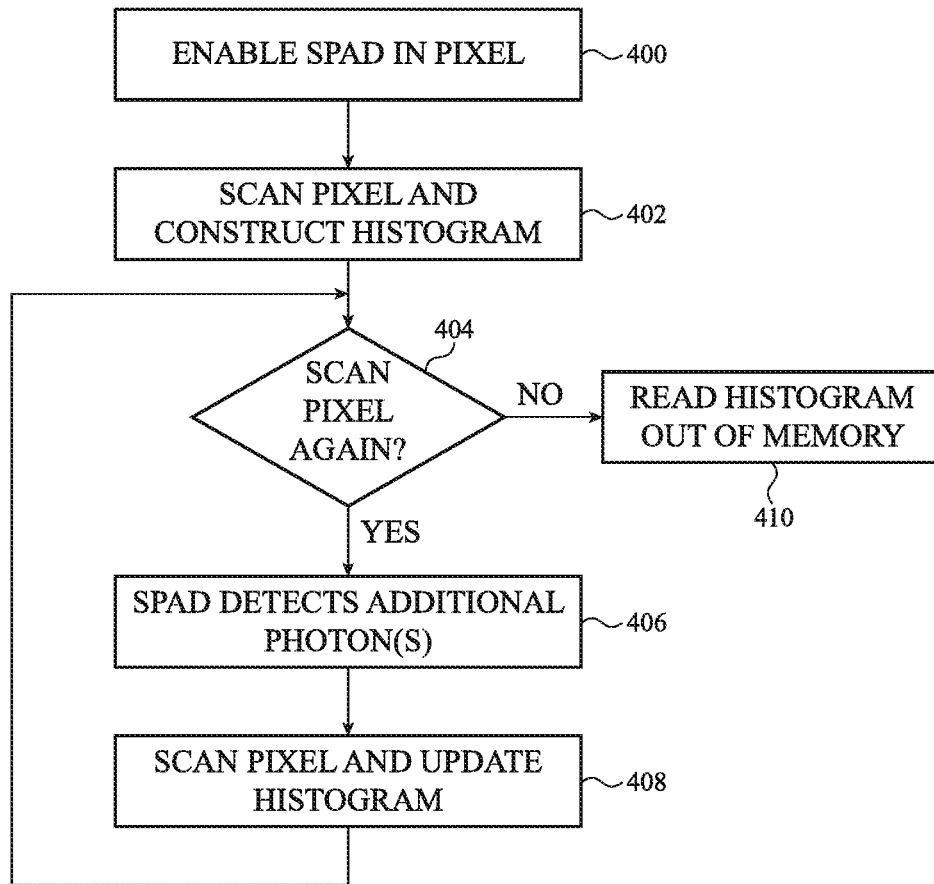 ENABLE SPAD IN PIXEL
400
SCAN PIXEL AND
CONSTRUCT HISTOGRAM
402
404
SCAN
PIXEL
AGAIN?
NO
READ HISTOGRAM
OUT OF MEMORY
410
YES
SPAD DETECTS ADDITIONAL
PHOTON(S)
406
SCAN PIXEL AND UPDATE
HISTOGRAM
408